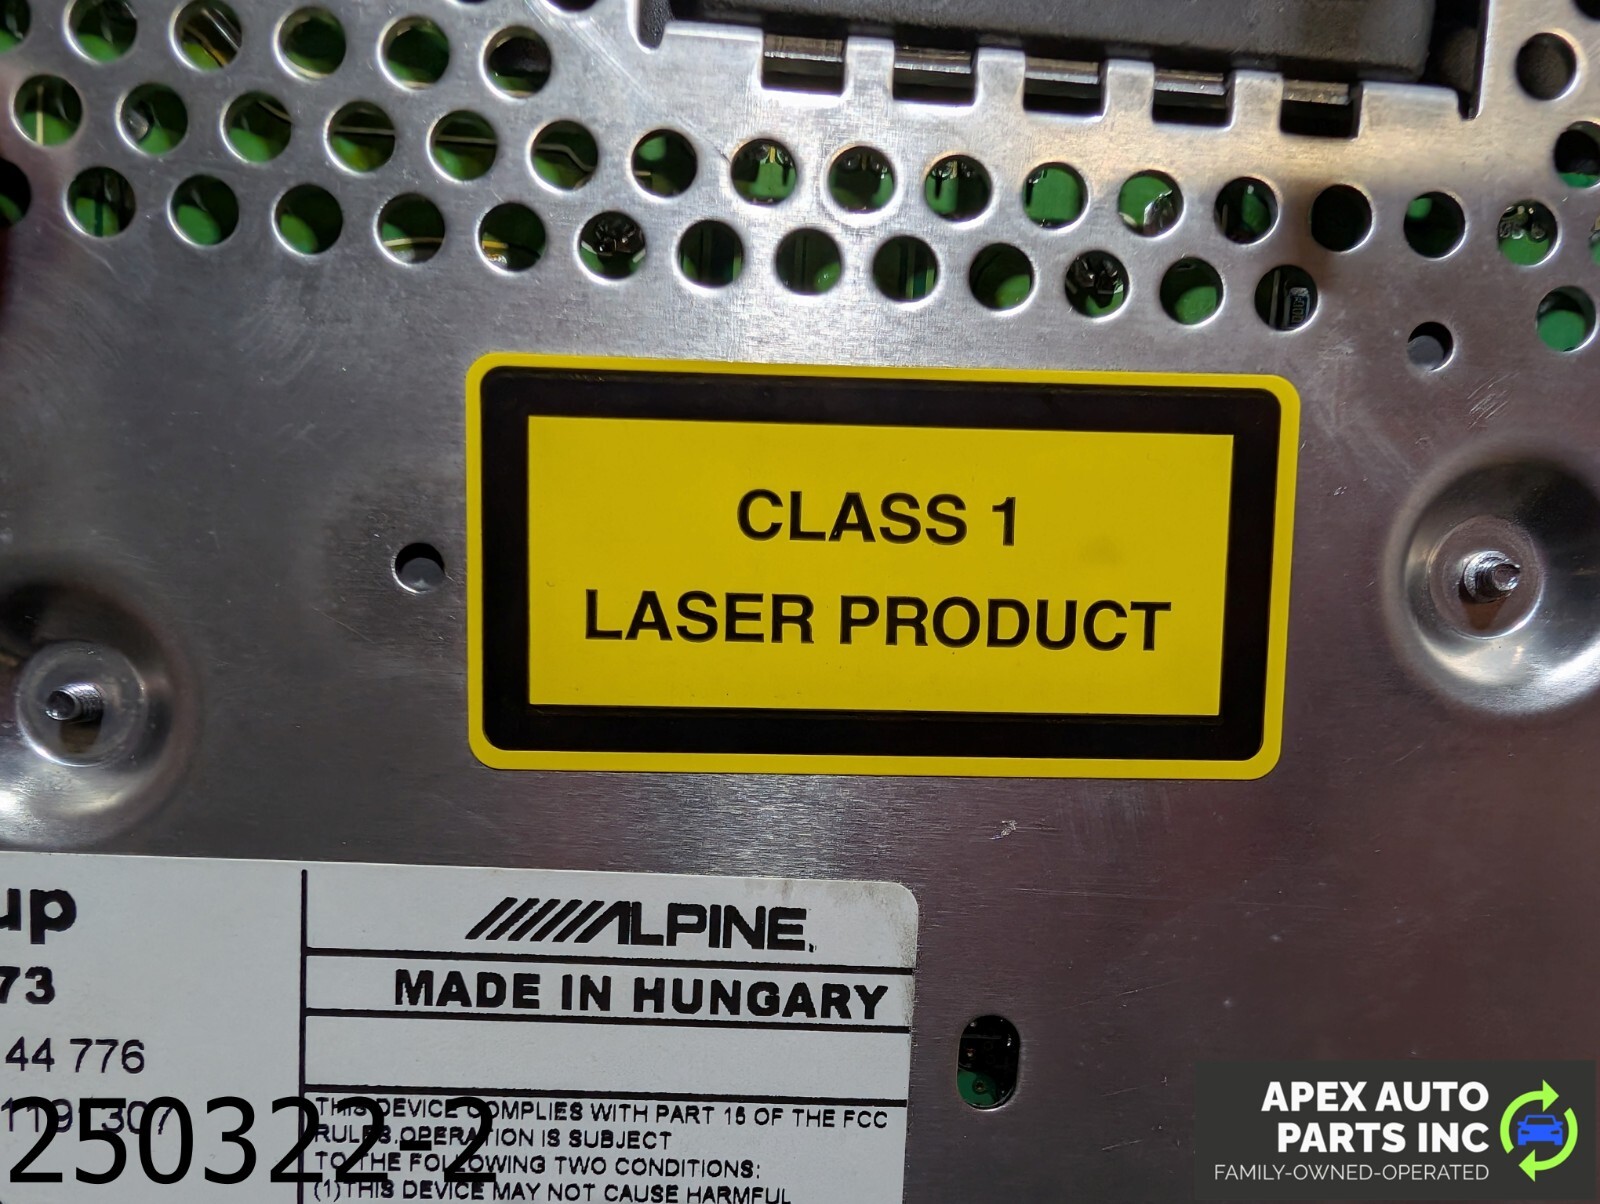 CLASS 1
LASER PRODUCT
up
73
44 776
ALPINE
MADE IN HUNGARY
THIS DEVICE COMPLIES WITH PART 15 OF THE FCC
RULES.OPERATION IS SUBJECT
TO THE FOLLOWING TWO CONDITIONS:
(1)THIS DEVICE MAY NOT CAUSE HARMFUL
250322-2
APEX AUTO
PARTS INC
FAMILY-OWNED-OPERATED